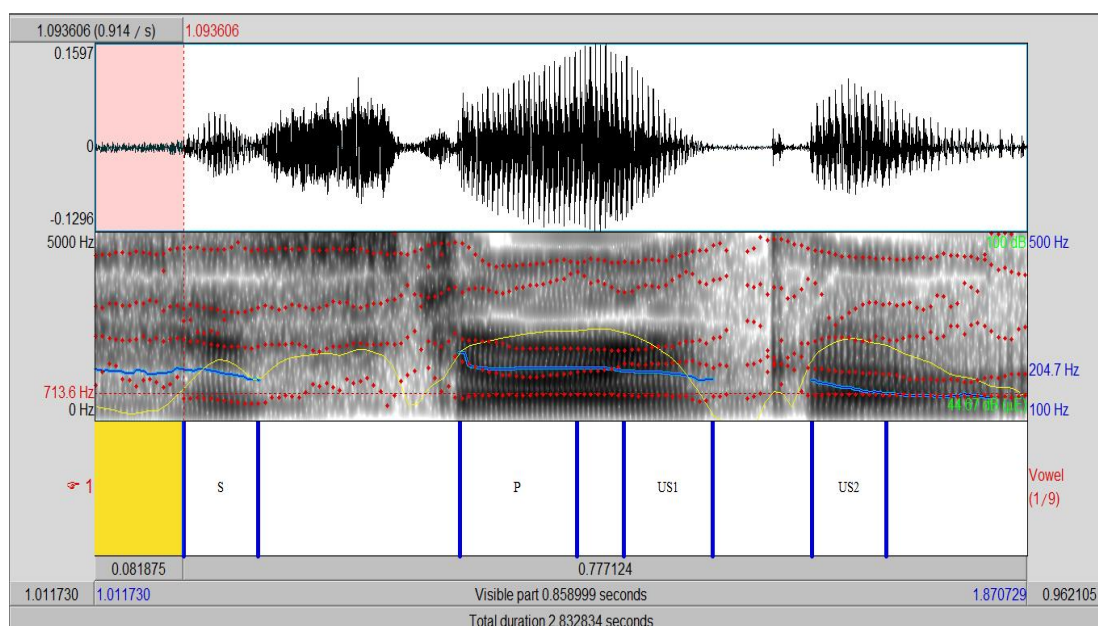 1.093606 (0.914 / s) 1.093606
0.1597
0
-0.1296
5000 Hz 100 dB 500 Hz
204.7 Hz
713.6 Hz
0 Hz 100 Hz
☞ 1 S P US1 US2 Vowel
(1/9)
0.081875 0.777124
1.011730 1.011730 Visible part 0.858999 seconds 1.870729 0.962105
Total duration 2.832834 seconds